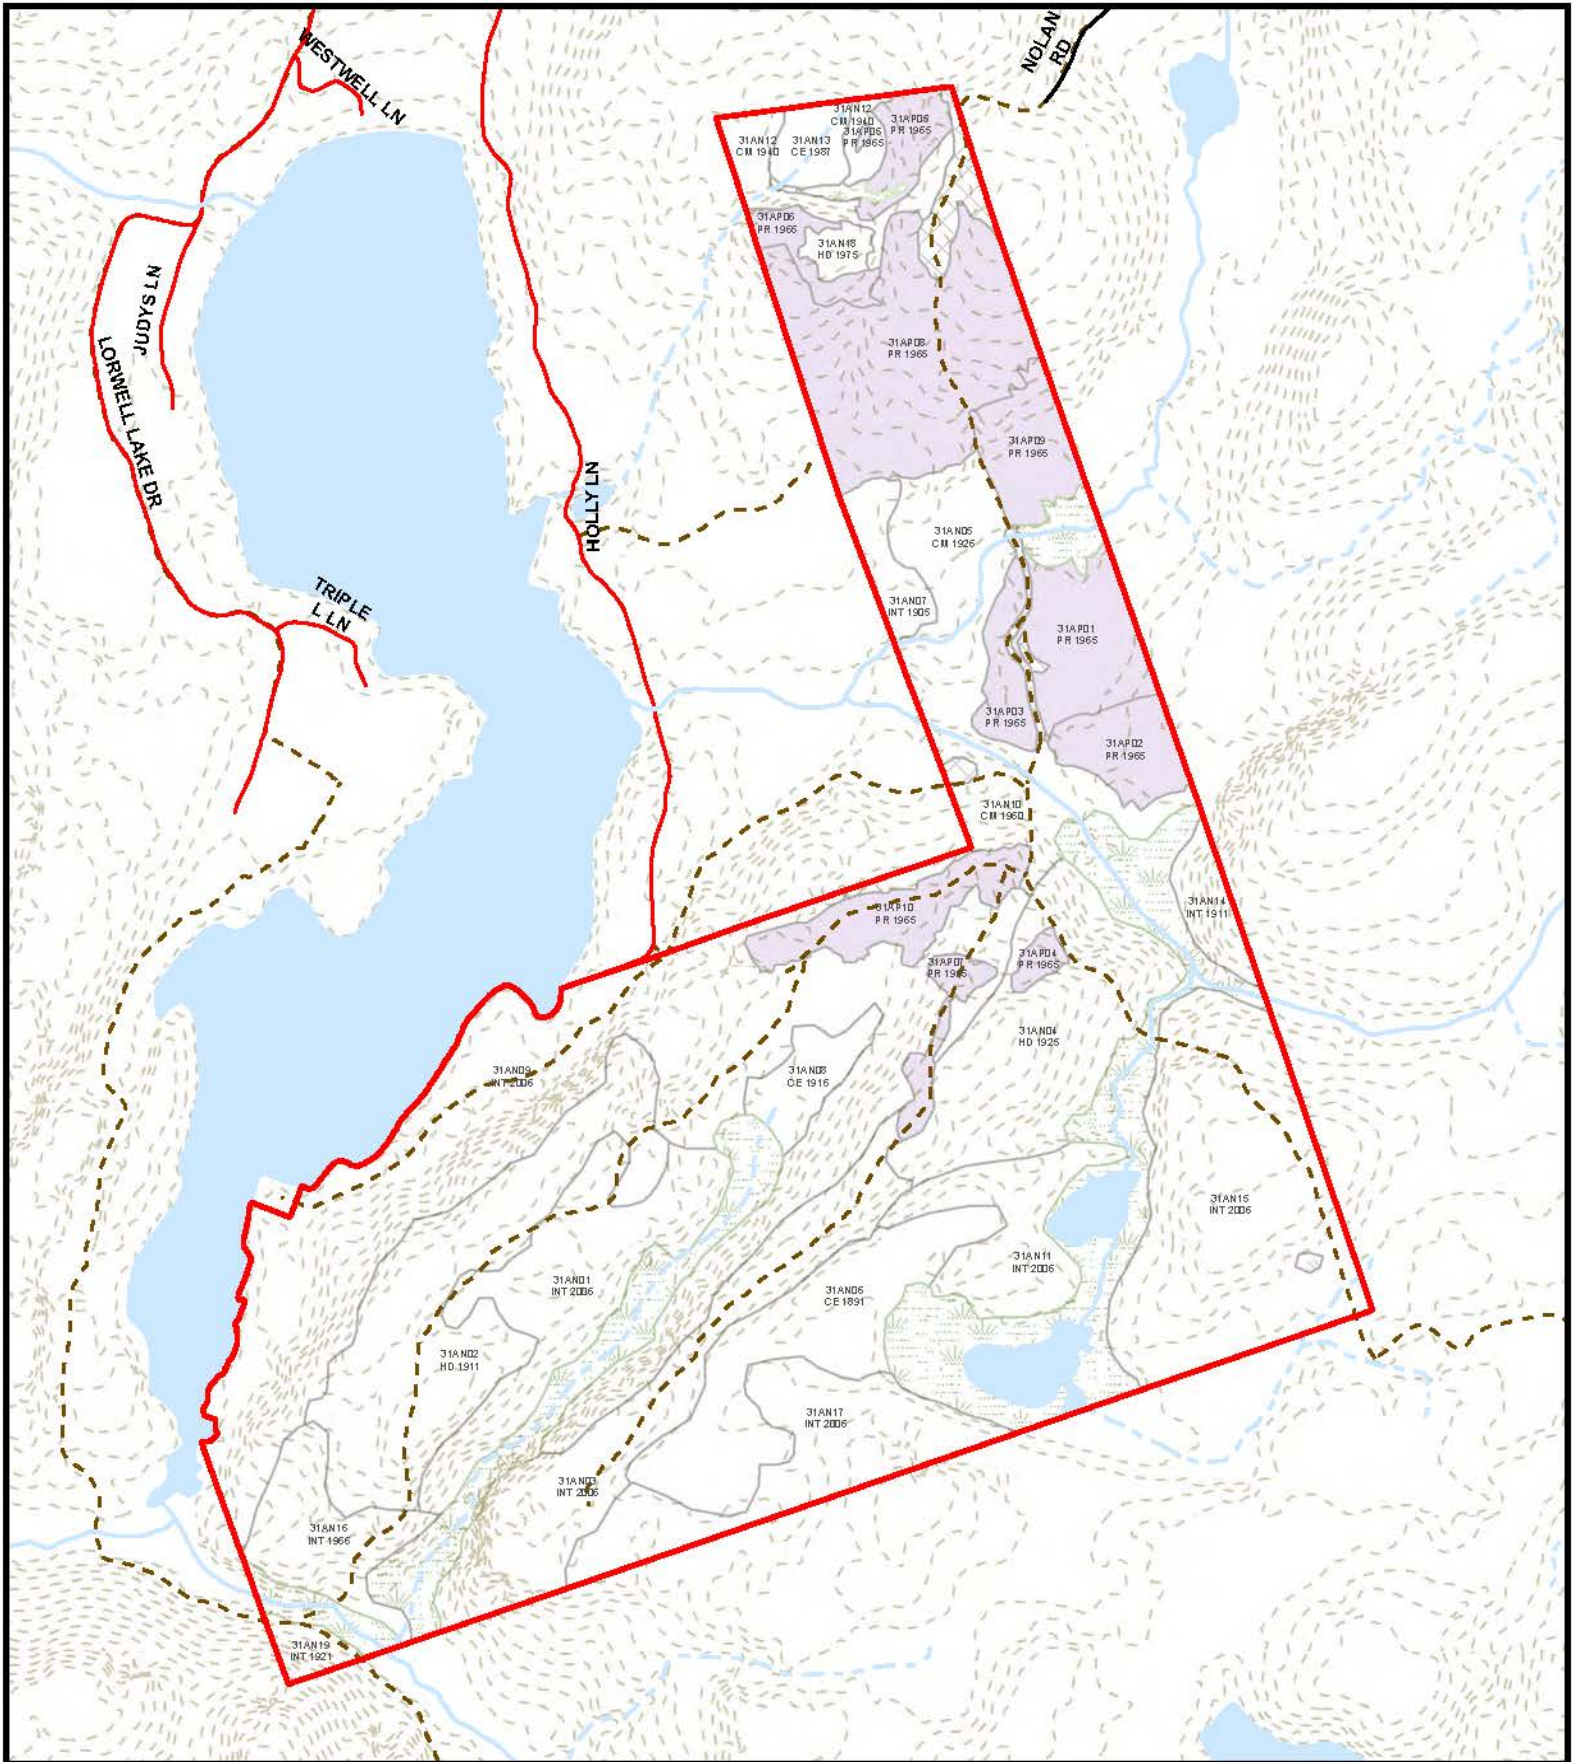 WESTWELL LN
NOLAN
RD
31AN12
CM 1940
31AP05
PR 1965
31AP05
PR 1965
31AN12
CM 1940
31AN13
CE 1987
31AP06
PR 1965
31AN18
HD 1975
JUDYS LN
LORWELL LAKE DR
31AP08
PR 1965
31AP09
PR 1965
HOLLY LN
31AN05
CM 1926
TRIPLE
L LN
31AN07
INT 1905
31AP01
PR 1965
31AP03
PR 1965
31AP02
PR 1965
31AN10
CM 1960
31AP10
PR 1965
31AN14
INT 1911
31AP07
PR 1965
31AP04
PR 1965
31AN04
HD 1925
31AN09
INT 2006
31AN08
CE 1916
31AN15
INT 2006
31AN11
INT 2006
31AN01
INT 2006
31AN06
CE 1891
31AN02
HD 1911
31AN17
INT 2006
31AN03
INT 2006
31AN16
INT 1966
31AN19
INT 1921